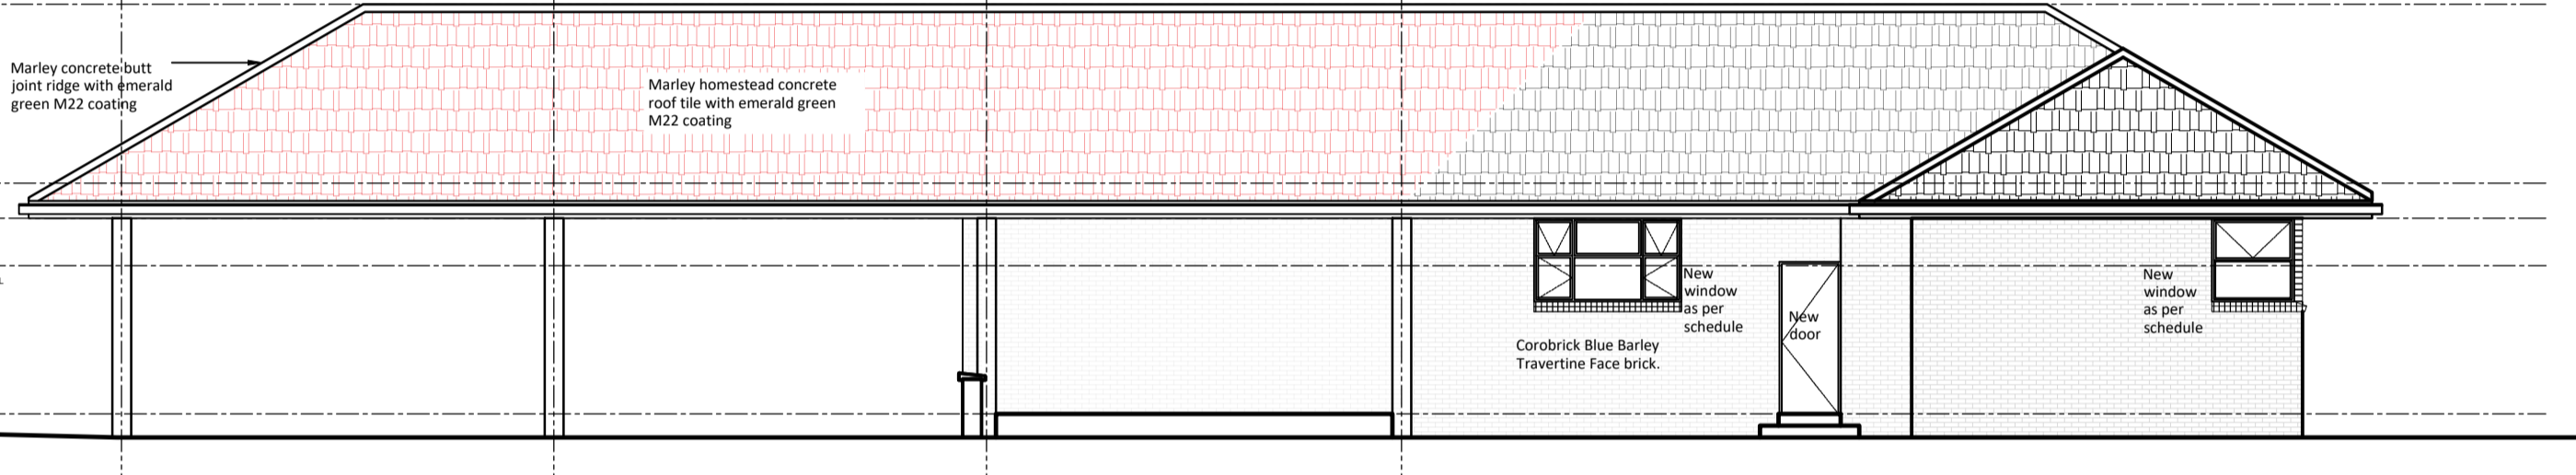 Marley concrete butt
joint ridge with emerald
green M22 coating
Marley homestead concrete
roof tile with emerald green
M22 coating
New
window
as per
schedule
New
door
Corobrick Blue Barley
Travertine Face brick.
New
window
as per
schedule